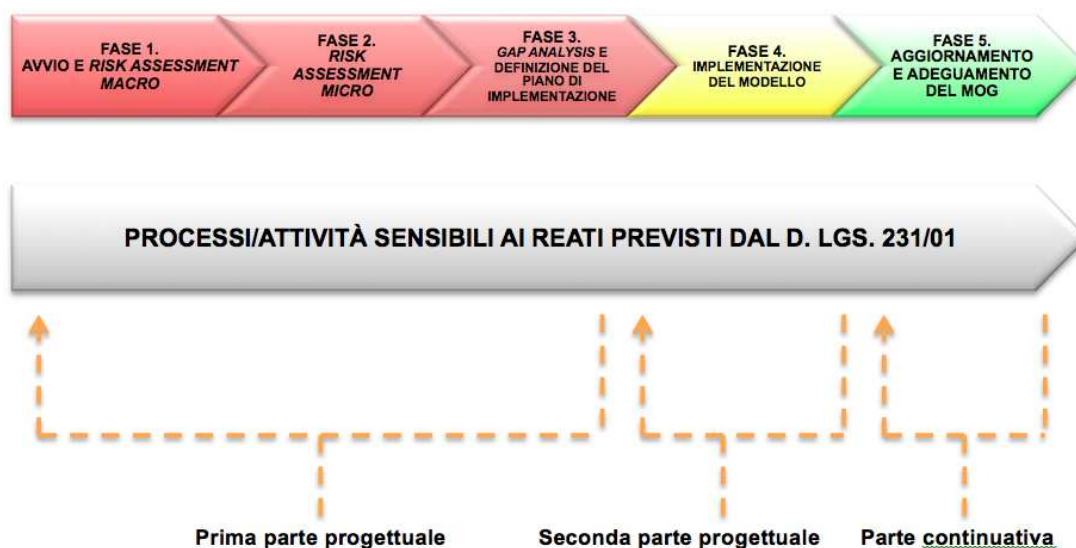 FASE 1.
AVVIO E RISK ASSESSMENT
MACRO
FASE 2.
RISK
ASSESSMENT
MICRO
FASE 3.
GAP ANALYSIS E
DEFINIZIONE DEL
PIANO DI
IMPLEMENTAZIONE
FASE 4.
IMPLEMENTAZIONE
DEL MODELLO
FASE 5.
AGGIORNAMENTO
E ADEGUAMENTO
DEL MOG
PROCESSI/ATTIVITÀ SENSIBILI AI REATI PREVISTI DAL D. LGS. 231/01
Prima parte progettuale
Seconda parte progettuale
Parte continuativa